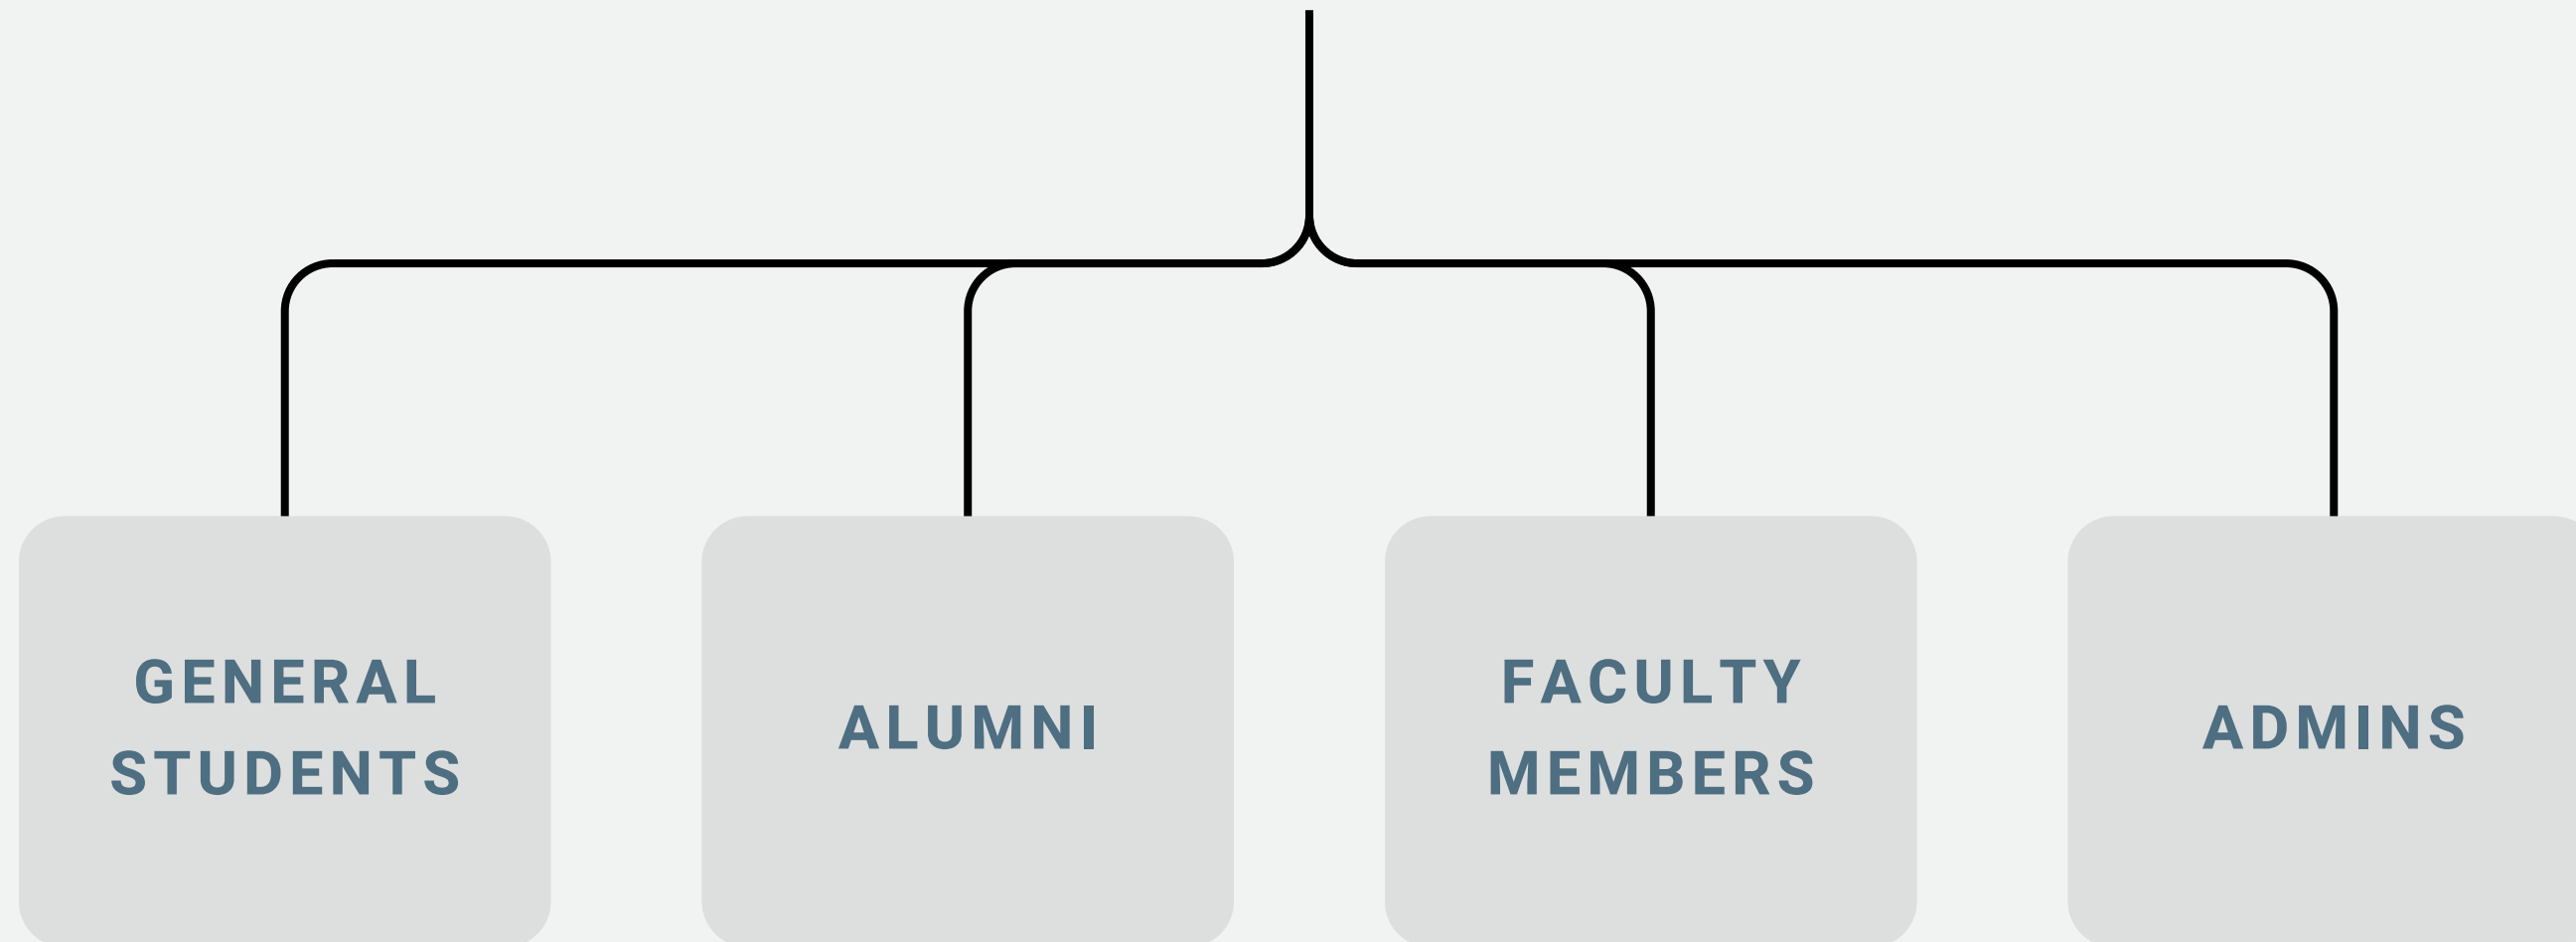 GENERAL
STUDENTS
ALUMNI
FACULTY
MEMBERS
ADMINS